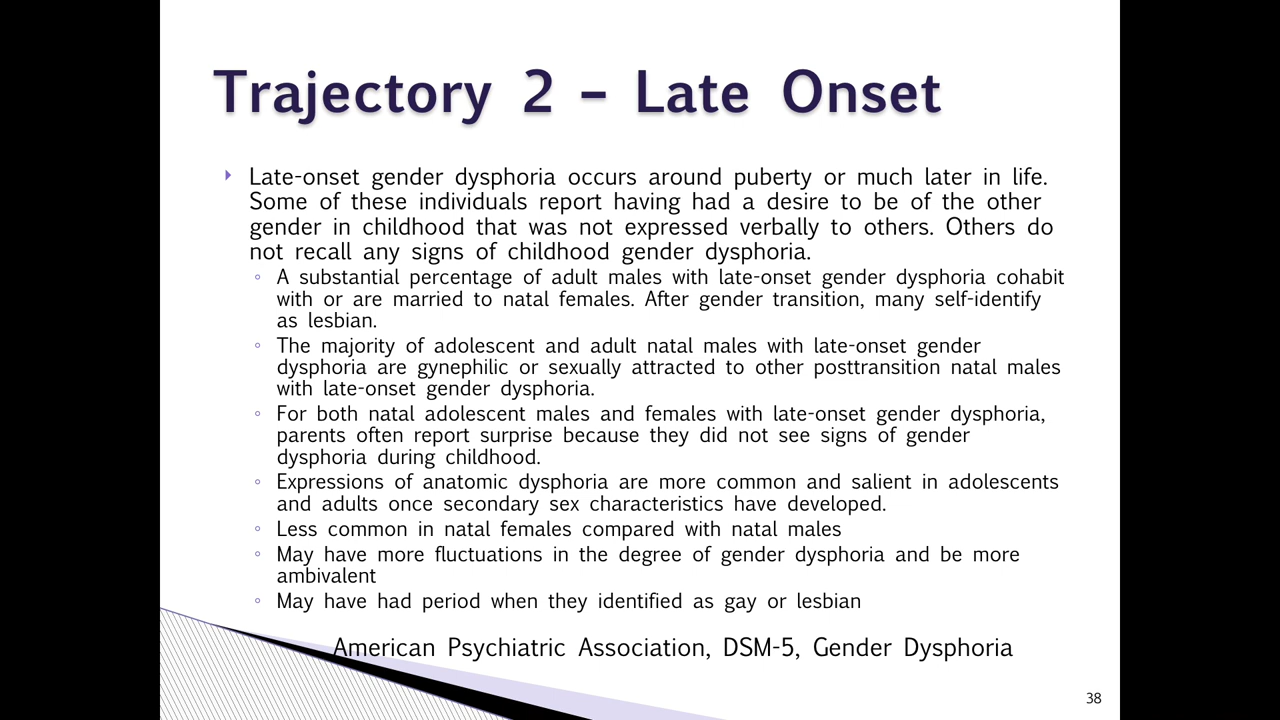 Trajectory 2 – Late Onset
Late-onset gender dysphoria occurs around puberty or much later in life.
Some of these individuals report having had a desire to be of the other
gender in childhood that was not expressed verbally to others. Others do
not recall any signs of childhood gender dysphoria.
A substantial percentage of adult males with late-onset gender dysphoria cohabit
with or are married to natal females. After gender transition, many self-identify
as lesbian.
The majority of adolescent and adult natal males with late-onset gender
dysphoria are gynephilic or sexually attracted to other posttransition natal males
with late-onset gender dysphoria.
For both natal adolescent males and females with late-onset gender dysphoria,
parents often report surprise because they did not see signs of gender
dysphoria during childhood.
Expressions of anatomic dysphoria are more common and salient in adolescents
and adults once secondary sex characteristics have developed.
Less common in natal females compared with natal males
May have more fluctuations in the degree of gender dysphoria and be more
ambivalent
May have had period when they identified as gay or lesbian
American Psychiatric Association, DSM-5, Gender Dysphoria
38